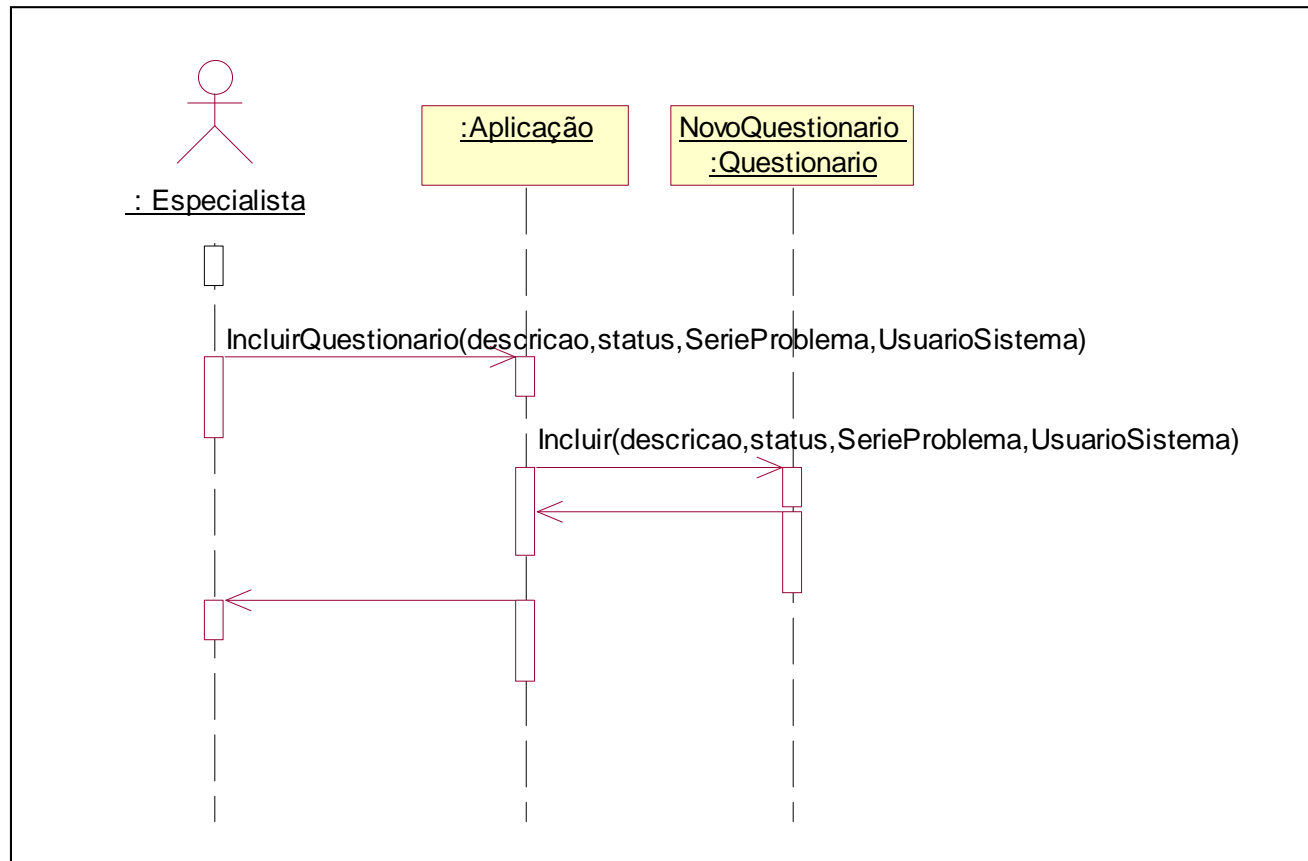 :Aplicação
NovoQuestionario
:Questionario
: Especialista
IncluirQuestionario(descricao,status,SerieProblema,UsuarioSistema)
Incluir(descricao,status,SerieProblema,UsuarioSistema)